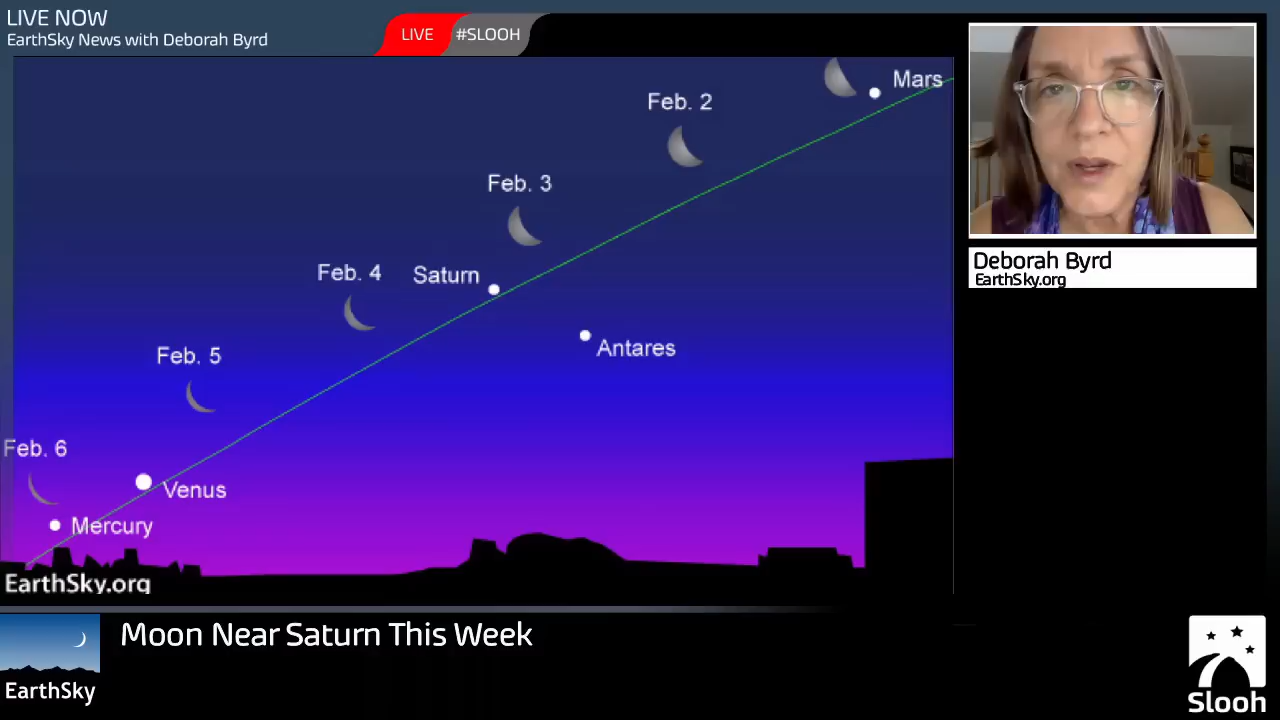 LIVE NOW
EarthSky News with Deborah Byrd
LIVE
#SLOOH
Mars
Feb. 2
Feb. 3
Feb. 4
Saturn
Antares
Feb. 5
Feb. 6
Venus
Mercury
EarthSky.org
Deborah Byrd
EarthSky.org
Moon Near Saturn This Week
EarthSky
Slooh